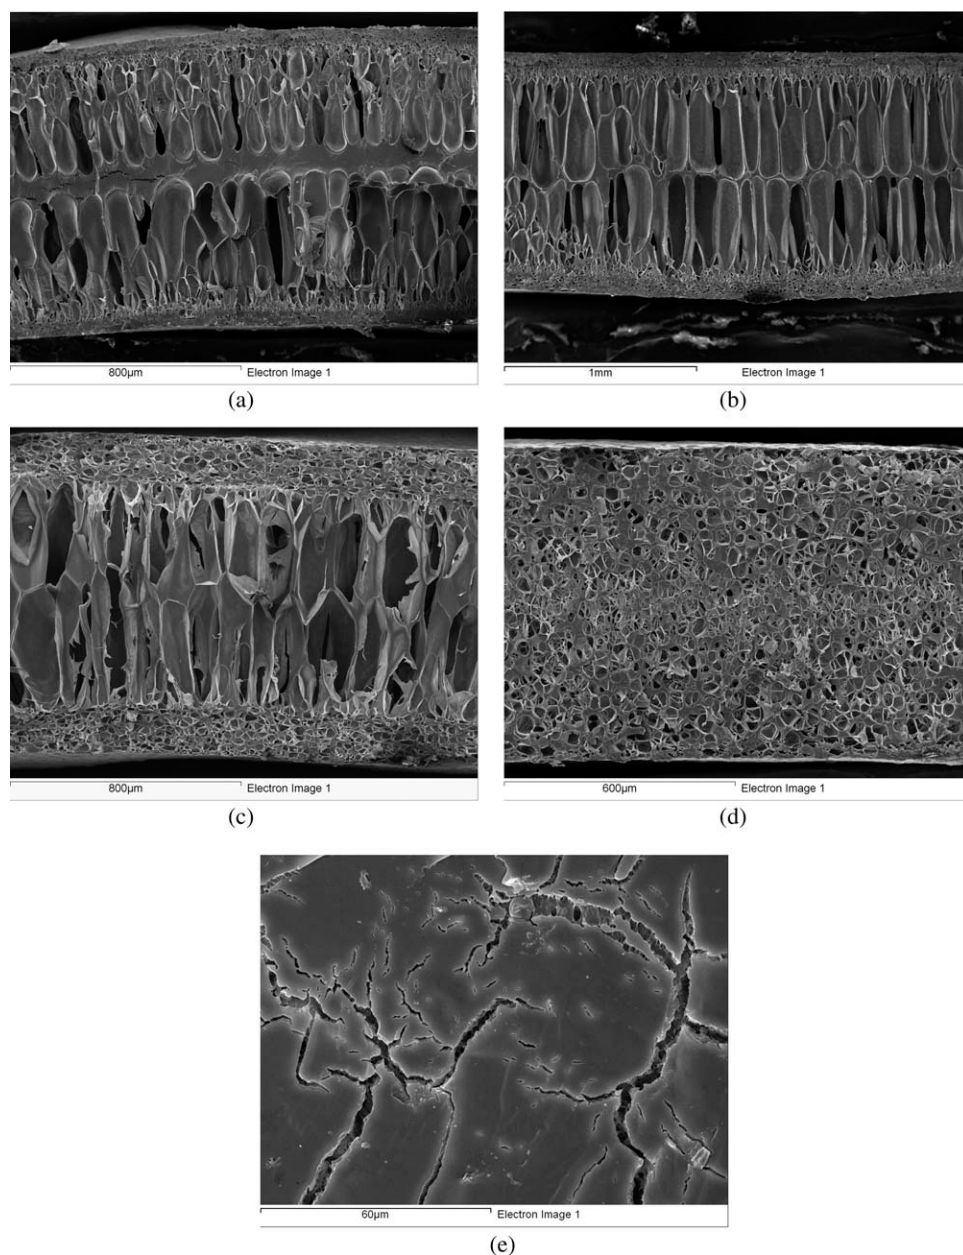 800µm Electron Image 1
1mm Electron Image 1
(a)
(b)
800µm Electron Image 1
600µm Electron Image 1
(c)
(d)
60µm Electron Image 1
(e)